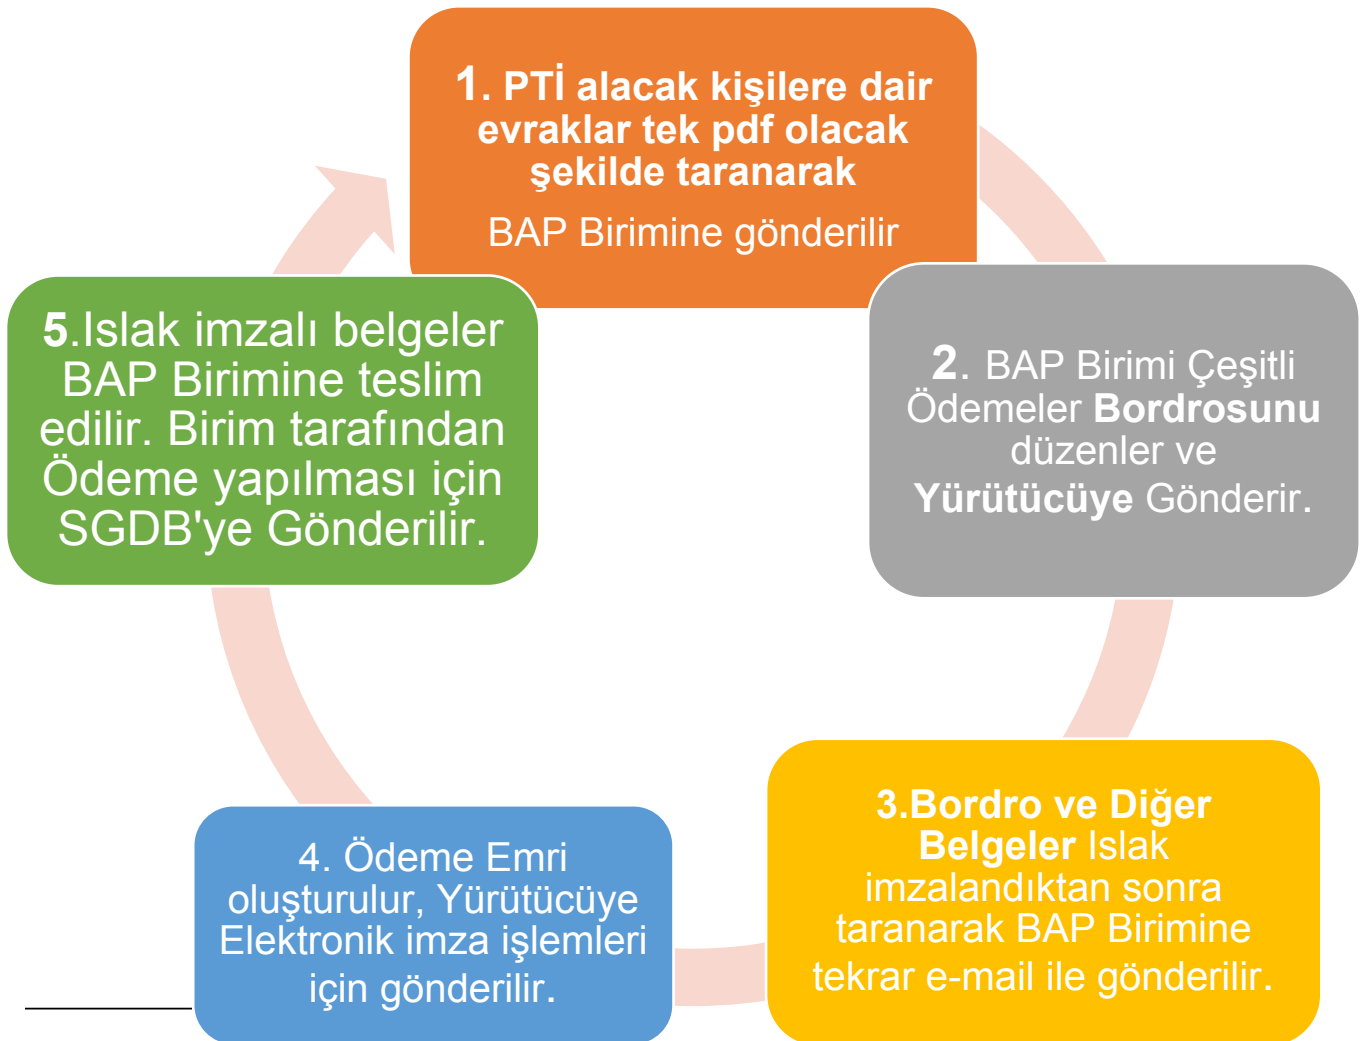 1. PTİ alacak kişilere dair
evraklar tek pdf olacak
şekilde taranarak
BAP Birimine gönderilir
2. BAP Birimi Çeşitli
Ödemeler Bordrosunu
düzenler ve
Yürütücüye Gönderir.
3.Bordro ve Diğer
Belgeler Islak
imzalandıktan sonra
taranarak BAP Birimine
tekrar e-mail ile gönderilir.
4. Ödeme Emri
oluşturulur, Yürütücüye
Elektronik imza işlemleri
için gönderilir.
5.Islak imzalı belgeler
BAP Birimine teslim
edilir. Birim tarafından
Ödeme yapılması için
SGDB'ye Gönderilir.